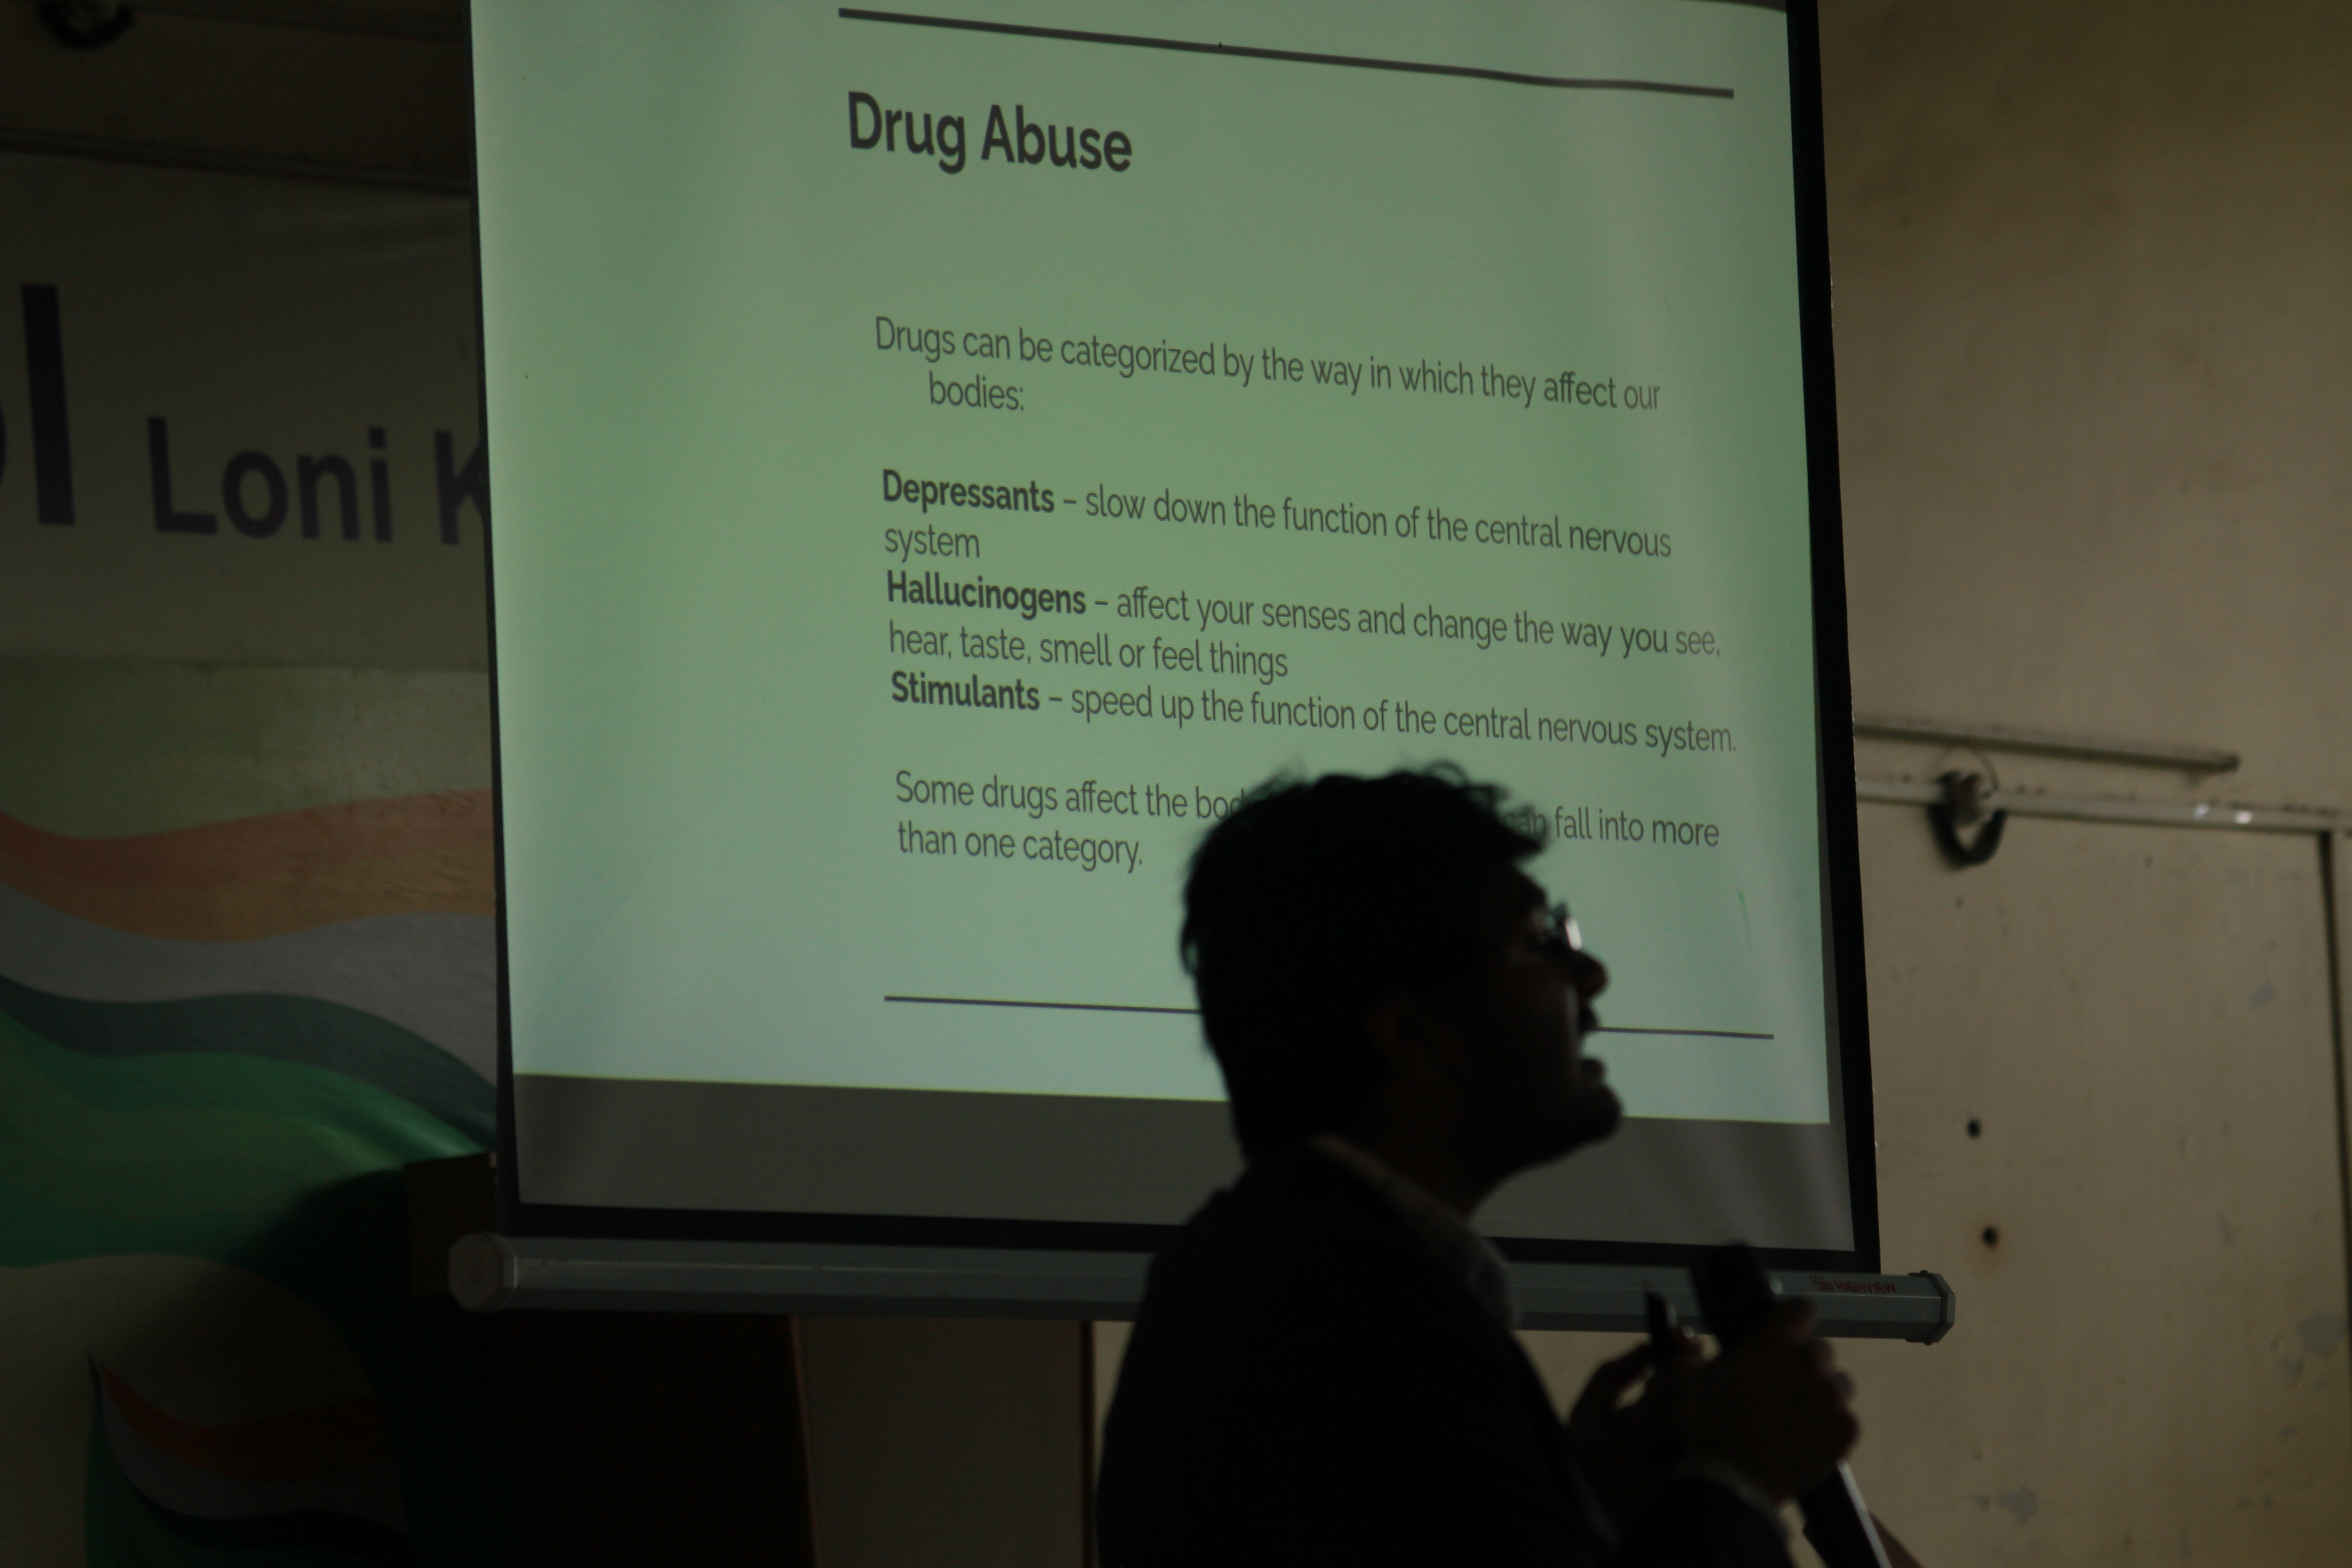 Drug Abuse
Drugs can be categorized by the way in which they affect our
bodies:
Depressants – slow down the function of the central nervous
system
Hallucinogens – affect your senses and change the way you see,
hear, taste, smell or feel things
Stimulants – speed up the function of the central nervous system.
Some drugs affect the can fall into more
than one category.
Loni
HIGHVIEW